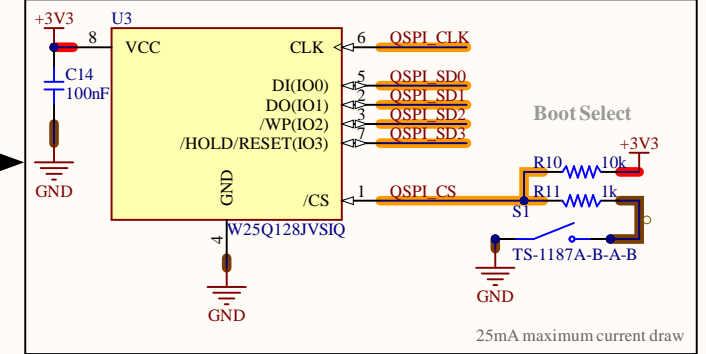 +3V3
U3
8
VCC
CLK
6
QSPI_CLK
C14
100nF
DI(IO0)
5
QSPI_SD0
DO(IO1)
2
QSPI_SD1
/WP(IO2)
3
QSPI_SD2
/HOLD/RESET(IO3)
7
QSPI_SD3
Boot Select
+3V3
R10
10k
GND
GND
/CS
1
QSPI_CS
R11
1k
S1
4
W25Q128JVSIQ
TS-1187A-B-A-B
GND
GND
25mA maximum current draw